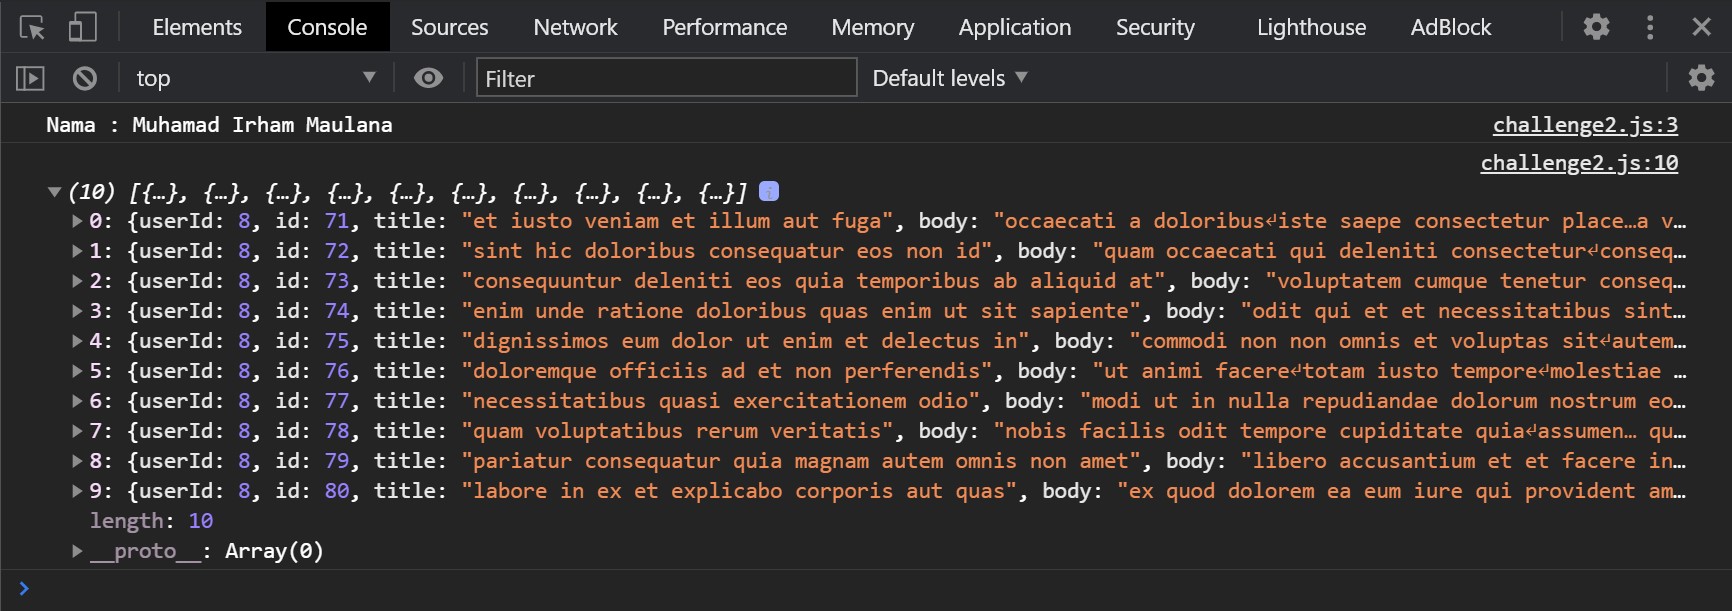 Elements Console Sources Network Performance Memory Application Security Lighthouse AdBlock
top Filter Default levels
Nama : Muhamad Irham Maulana challenge2.js:3
challenge2.js:10
(10) [{…}, {…}, {…}, {…}, {…}, {…}, {…}, {…}, {…}, {…}] i
0: {userId: 8, id: 71, title: "et iusto veniam et illum aut fuga", body: "occaecati a doloribus↵iste saepe consectetur place…a v…
1: {userId: 8, id: 72, title: "sint hic doloribus consequatur eos non id", body: "quam occaecati qui deleniti consectetur↵conseq…
2: {userId: 8, id: 73, title: "consequuntur deleniti eos quia temporibus ab aliquid at", body: "voluptatem cumque tenetur conseq…
3: {userId: 8, id: 74, title: "enim unde ratione doloribus quas enim ut sit sapiente", body: "odit qui et et necessitatibus sint…
4: {userId: 8, id: 75, title: "dignissimos eum dolor ut enim et delectus in", body: "commodi non non omnis et voluptas sit↵autem…
5: {userId: 8, id: 76, title: "doloremque officiis ad et non perferendis", body: "ut animi facere↵totam iusto tempore↵molestiae …
6: {userId: 8, id: 77, title: "necessitatibus quasi exercitationem odio", body: "modi ut in nulla repudiandae dolorum nostrum eo…
7: {userId: 8, id: 78, title: "quam voluptatibus rerum veritatis", body: "nobis facilis odit tempore cupiditate quia↵assumen… qu…
8: {userId: 8, id: 79, title: "pariatur consequatur quia magnam autem omnis non amet", body: "libero accusantium et et facere in…
9: {userId: 8, id: 80, title: "labore in ex et explicabo corporis aut quas", body: "ex quod dolorem ea eum iure qui provident am…
length: 10
__proto__: Array(0)